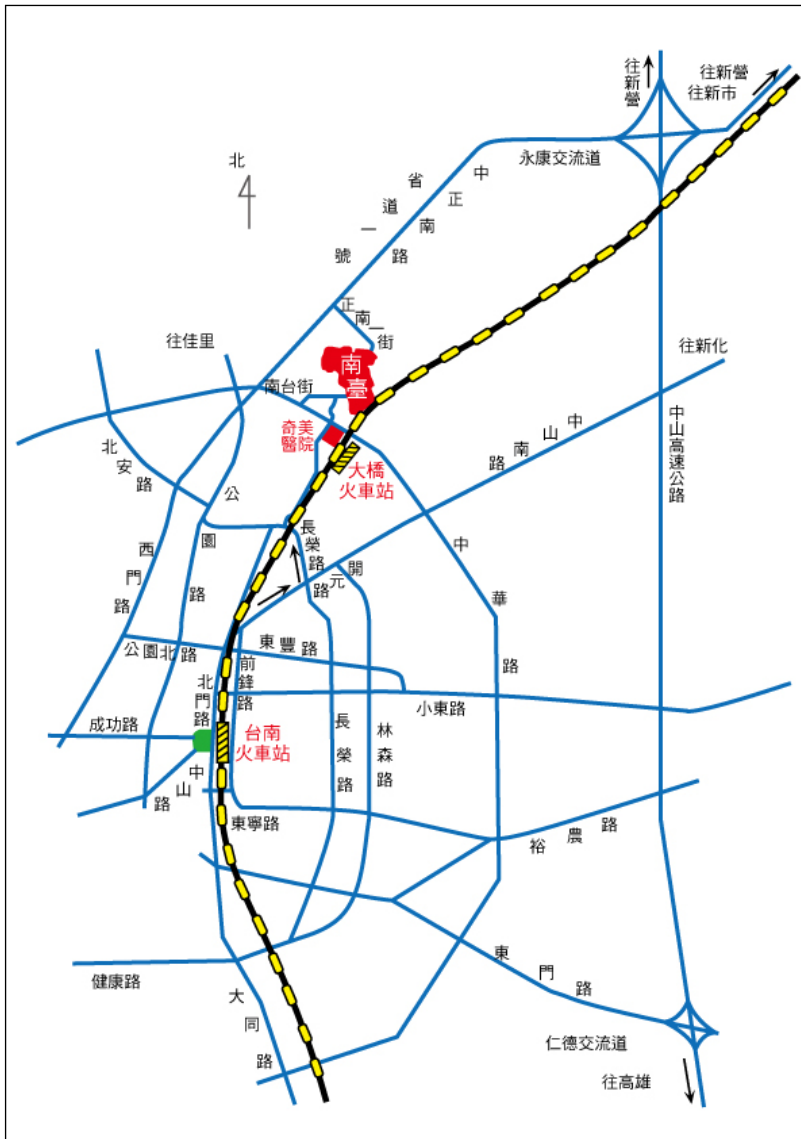 往新營
往新營
往新市
永康交流道
北
省道一號
中正南路
正南一街
往佳里
南臺
往新化
南台街
奇美
醫院
中山南路
中山高速公路
大橋
火車站
北安路
公園路
長榮路
西門路
開元路
中華路
東豐路
公園北路
前鋒路
北門路
小東路
成功路
台南
火車站
長榮路
林森路
中山路
東寧路
裕農路
東門路
健康路
大同路
仁德交流道
往高雄